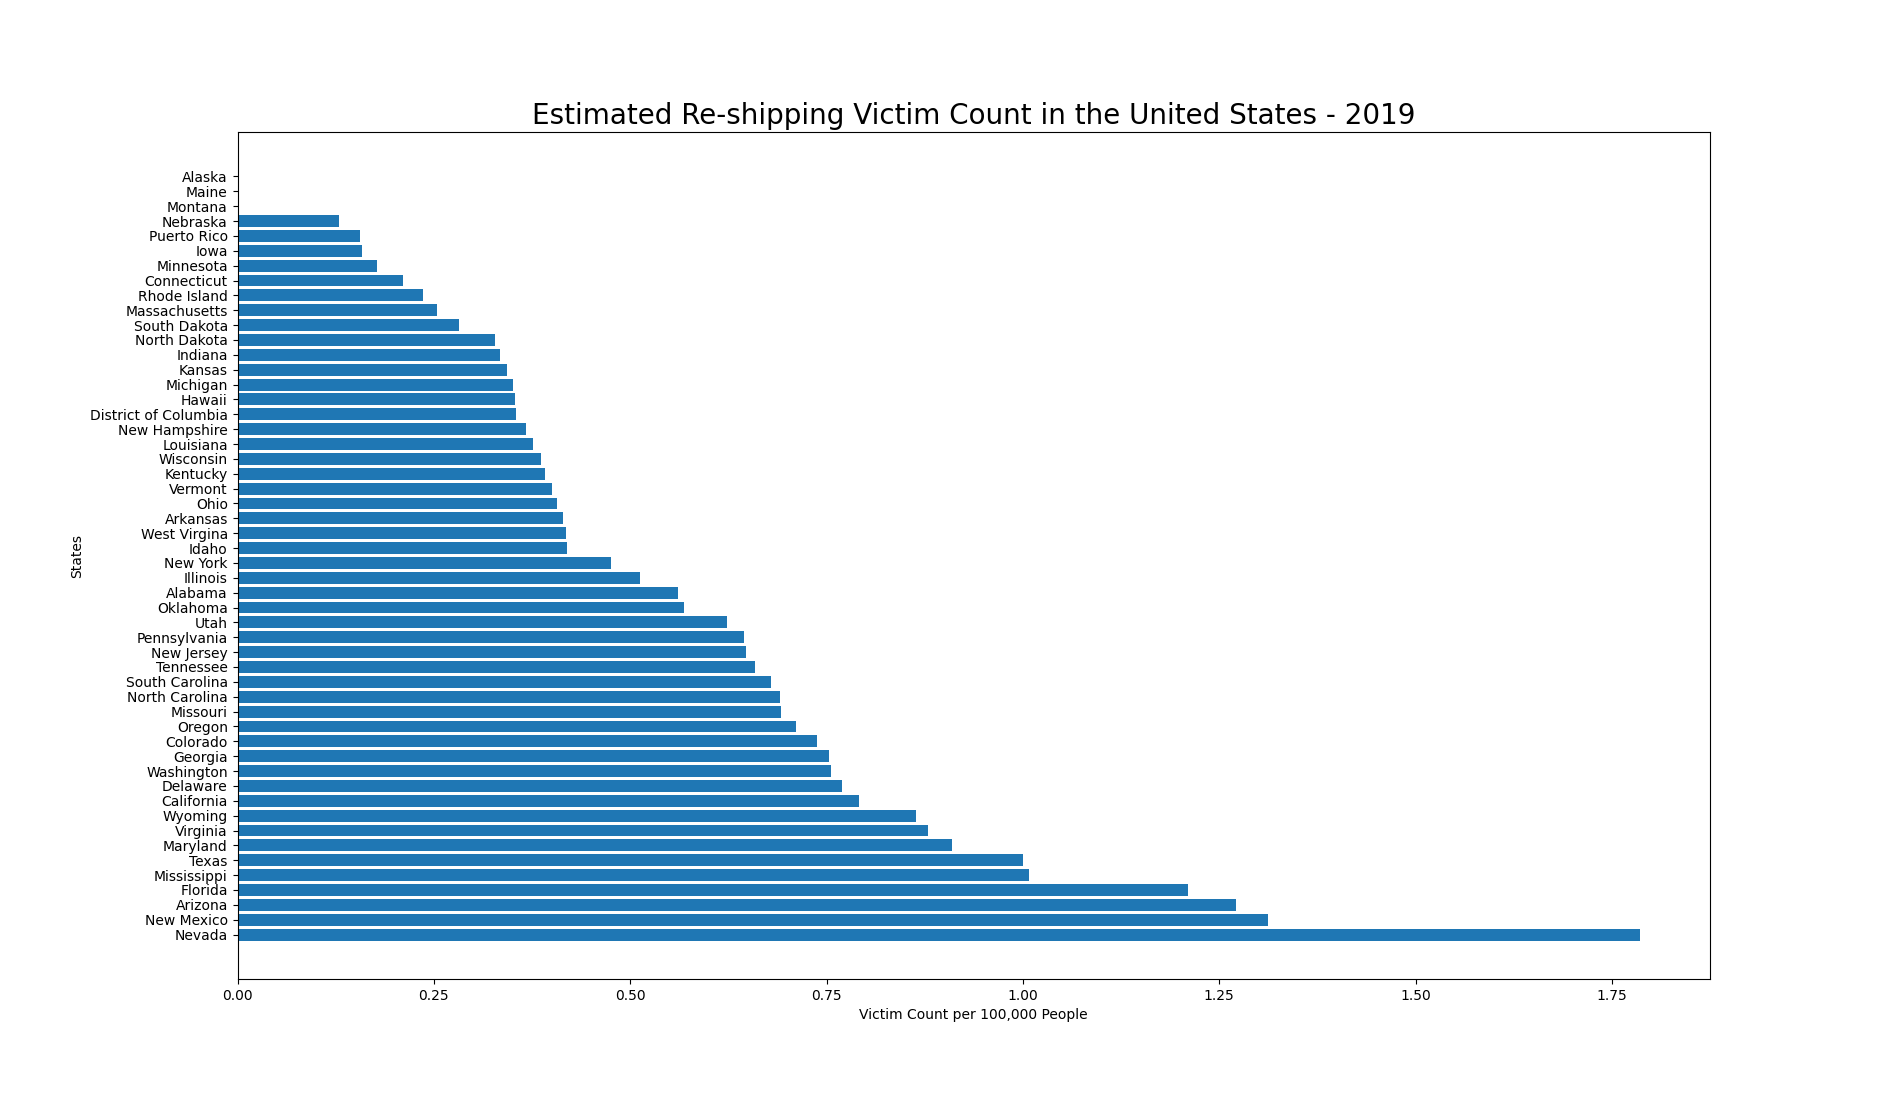 Estimated Re-shipping Victim Count in the United States - 2019
Alaska
Maine
Montana
Nebraska
Puerto Rico
Iowa
Minnesota
Connecticut
Rhode Island
Massachusetts
South Dakota
North Dakota
Indiana
Kansas
Michigan
Hawaii
District of Columbia
New Hampshire
Louisiana
Wisconsin
Kentucky
Vermont
Ohio
Arkansas
West Virgina
Idaho
New York
Illinois
Alabama
Oklahoma
Utah
Pennsylvania
New Jersey
Tennessee
South Carolina
North Carolina
Missouri
Oregon
Colorado
Georgia
Washington
Delaware
California
Wyoming
Virginia
Maryland
Texas
Mississippi
Florida
Arizona
New Mexico
Nevada
States
0.00 0.25 0.50 0.75 1.00 1.25 1.50 1.75
Victim Count per 100,000 People